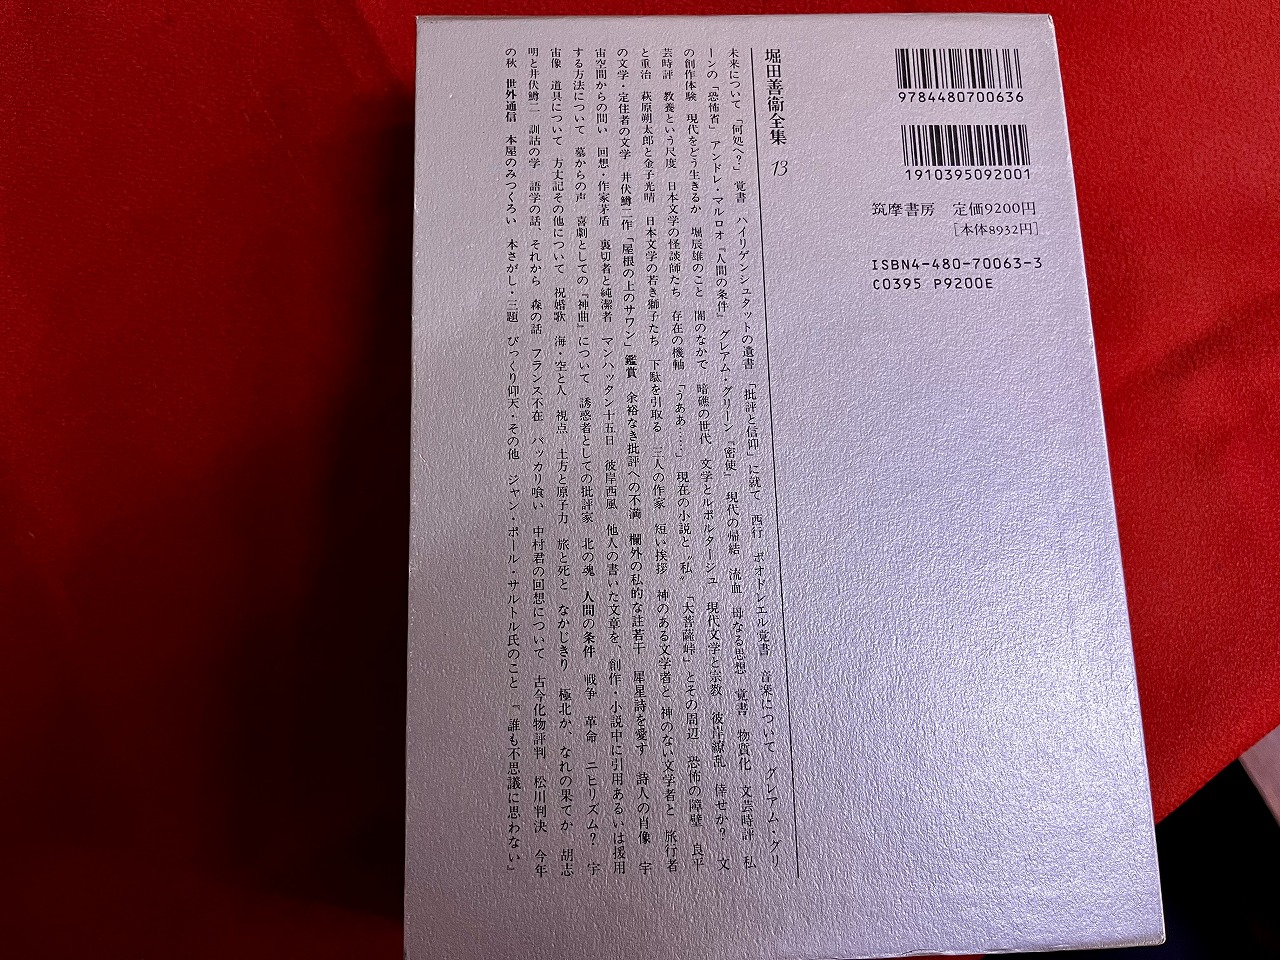 9784480700636
1910395092001
筑摩書房 定価9200円
[本体8932円]
ISBN4-480-70063-3
C0395 P9200E
堀田善衞全集 13
未来について 「何処へ?」覚書 ハイリゲンシュタットの遺書 「批評と信仰」に就て 西行 ボオドレエル覚書 音楽について グレアム・グリ
ーンの「恐怖省」 アンドレ・マルロオ『人間の条件』 グレアム・グリーン『密使』 現代の帰結 流血 母なる思想 覚書 物質化 文芸時評 私
の創作体験 現代をどう生きるか 堀辰雄のこと 闇のなかで 暗礁の世代 文学とルポルタージュ 現代文学と宗教 彼岸繚乱 倖せか? 文
芸時評 教養という尺度 日本文学の怪談師たち 存在の機軸 「うああ……」 現在の小説と〝私〟 「大菩薩峠」とその周辺 恐怖の障壁 良平
と重治 萩原朔太郎と金子光晴 日本文学の若き獅子たち 下駄を引取る 三人の作家 短い挨拶 神のある文学者と神のない文学者と 旅行者
の文学・定住者の文学 井伏鱒二作「屋根の上のサワン」鑑賞 余裕なき批評への不満 欄外の私的な註若干 犀星詩を愛す 詩人の肖像 宇
宙空間からの問い 回想・作家茅盾 裏切者と純潔者 マンハッタン十五日 彼岸西風 他人の書いた文章を、創作・小説中に引用あるいは援用
する方法について 墓からの声 喜劇としての『神曲』について 誘惑者としての批評家 北の魂 人間の条件 戦争 革命 ニヒリズム? 宇
宙像 道具について 方丈記その他について 祝婚歌 海・空と人 視点 土方と原子力 旅と死と なかじきり 極北か、なれの果てか 胡志
明と井伏鱒二 訓詁の学 語学の話、それから 森の話 フランス不在 バッカリ喰い 中村君の回想について 古今化物評判 松川判決 今年
の秋 世外通信 本屋のみつくろい 本さがし・三題 びっくり仰天・その他 ジャン・ポール・サルトル氏のこと 「誰も不思議に思わない」